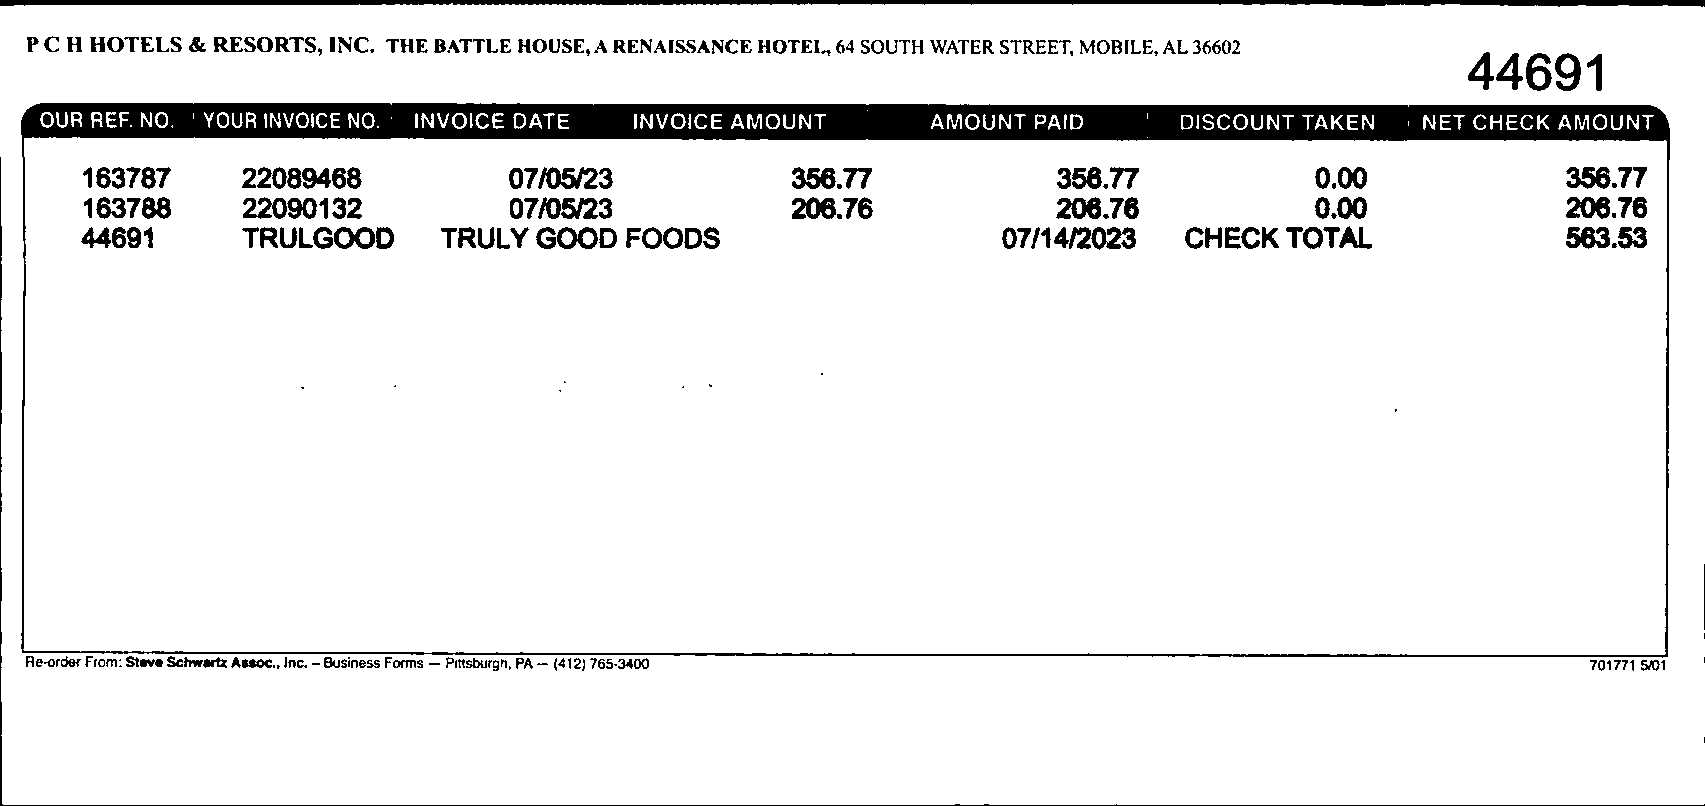 P C H HOTELS & RESORTS, INC. THE BATTLE HOUSE, A RENAISSANCE HOTEL, 64 SOUTH WATER STREET, MOBILE, AL 36602
44691
OUR REF. NO. YOUR INVOICE NO. INVOICE DATE INVOICE AMOUNT AMOUNT PAID DISCOUNT TAKEN NET CHECK AMOUNT
163787 22089468 07/05/23 356.77 356.77 0.00 356.77
163788 22090132 07/05/23 206.76 206.76 0.00 206.76
44691 TRULGOOD TRULY GOOD FOODS 07/14/2023 CHECK TOTAL 563.53
Re-order From: Steve Schwartz Assoc., Inc. – Business Forms – Pittsburgh, PA – (412) 765-3400
701771 5/01